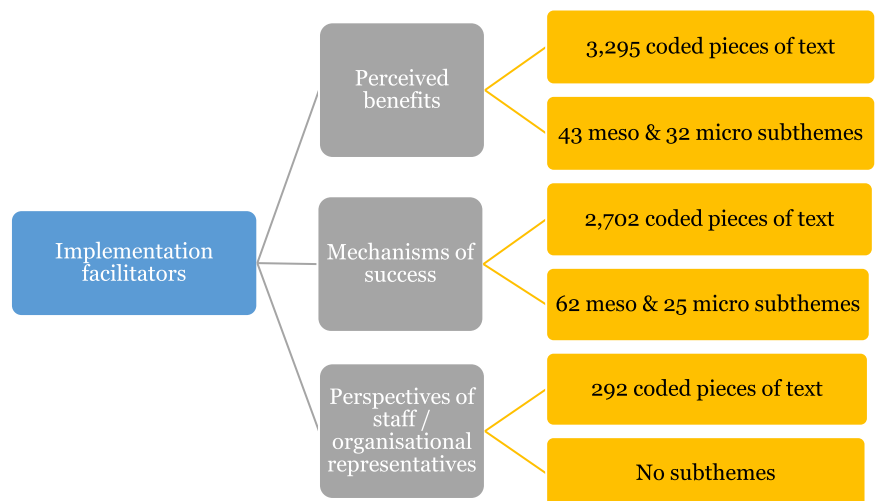 Implementation
facilitators
Perceived
benefits
3,295 coded pieces of text
43 meso & 32 micro subthemes
Mechanisms of
success
2,702 coded pieces of text
62 meso & 25 micro subthemes
Perspectives of
staff /
organisational
representatives
292 coded pieces of text
No subthemes